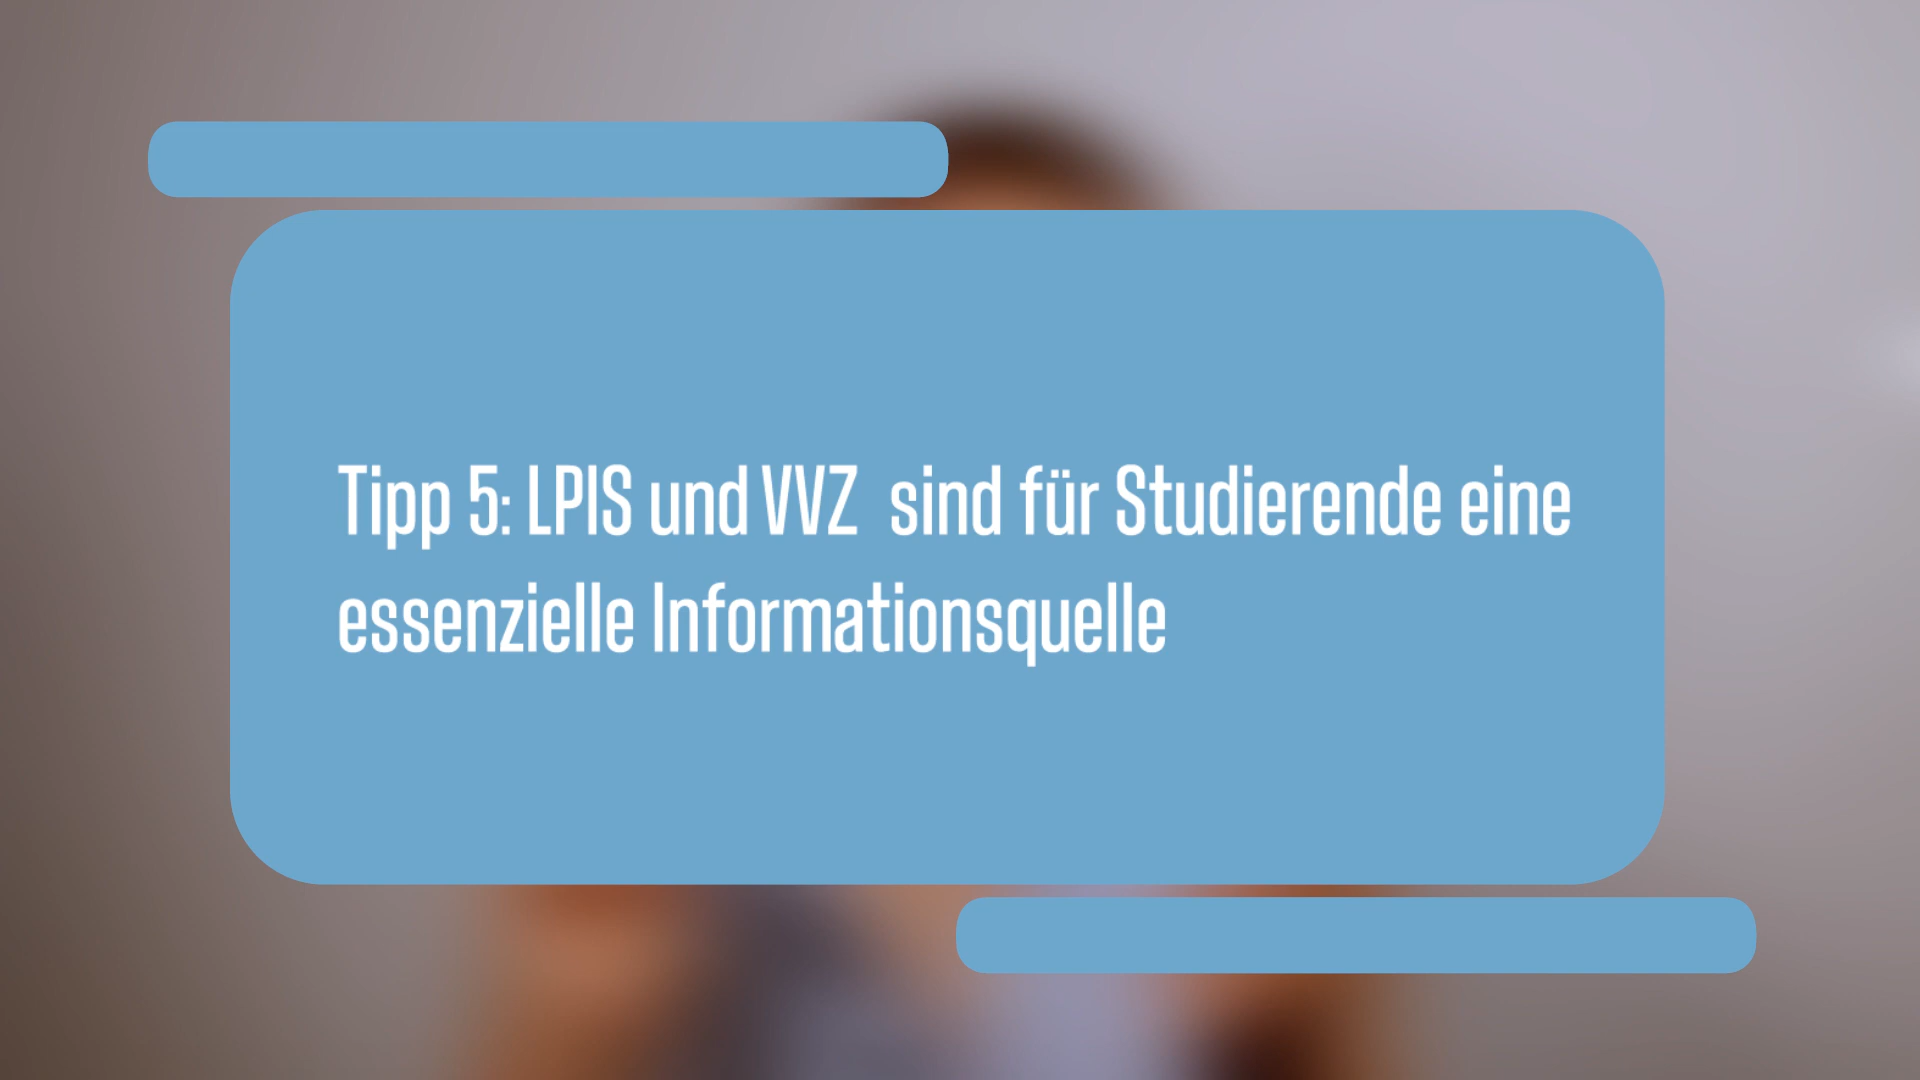 Tipp 5: LPIS und VVZ  sind für Studierende eine
essenzielle Informationsquelle